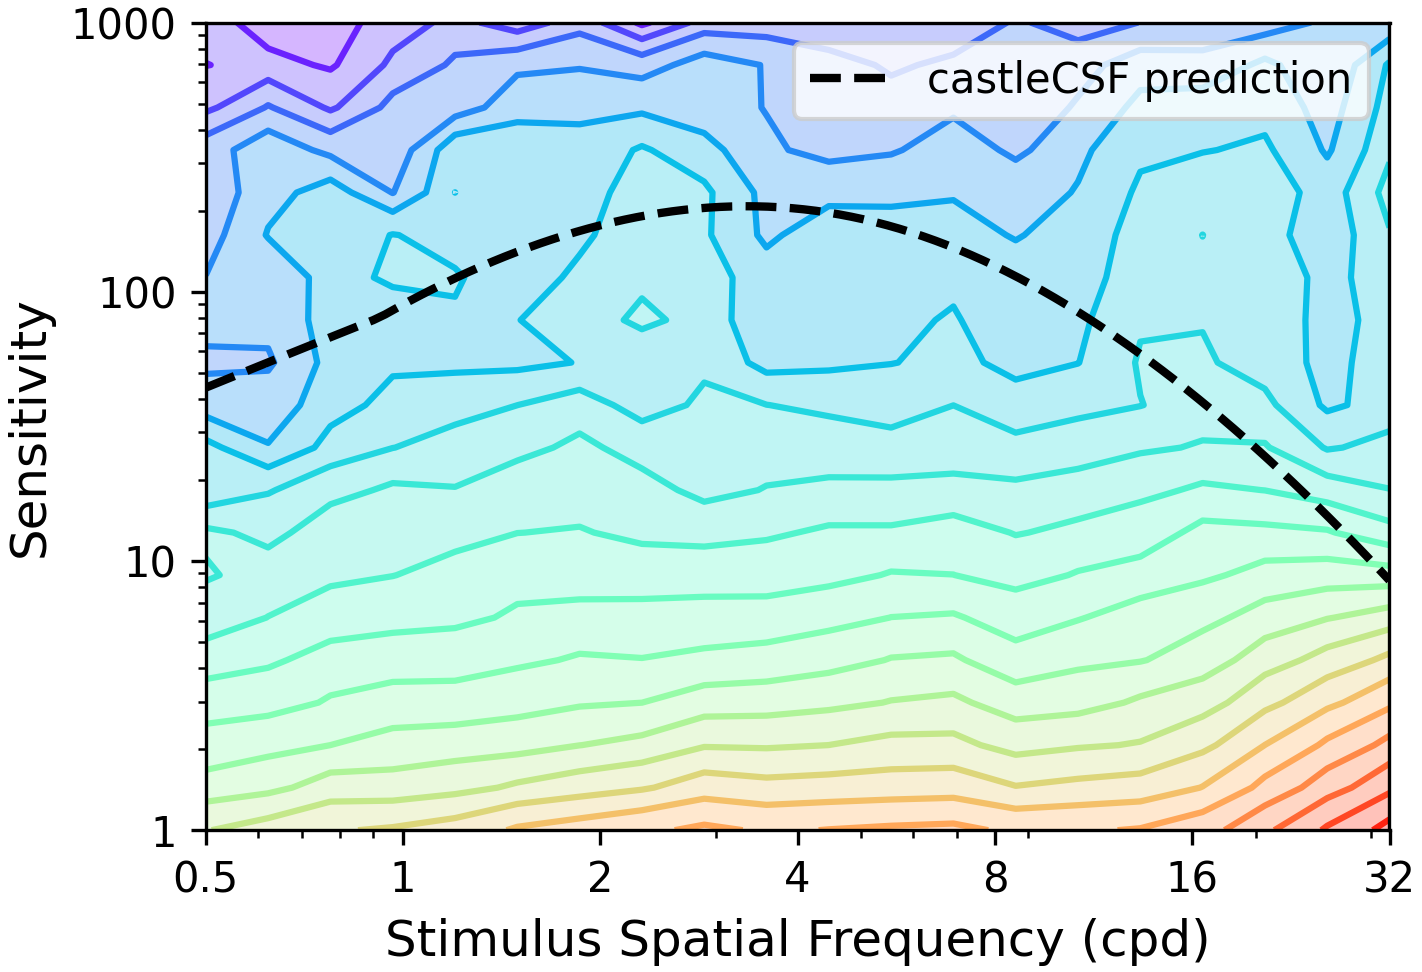 1000
castleCSF prediction
100
Sensitivity
10
1
0.5 1 2 4 8 16 32
Stimulus Spatial Frequency (cpd)